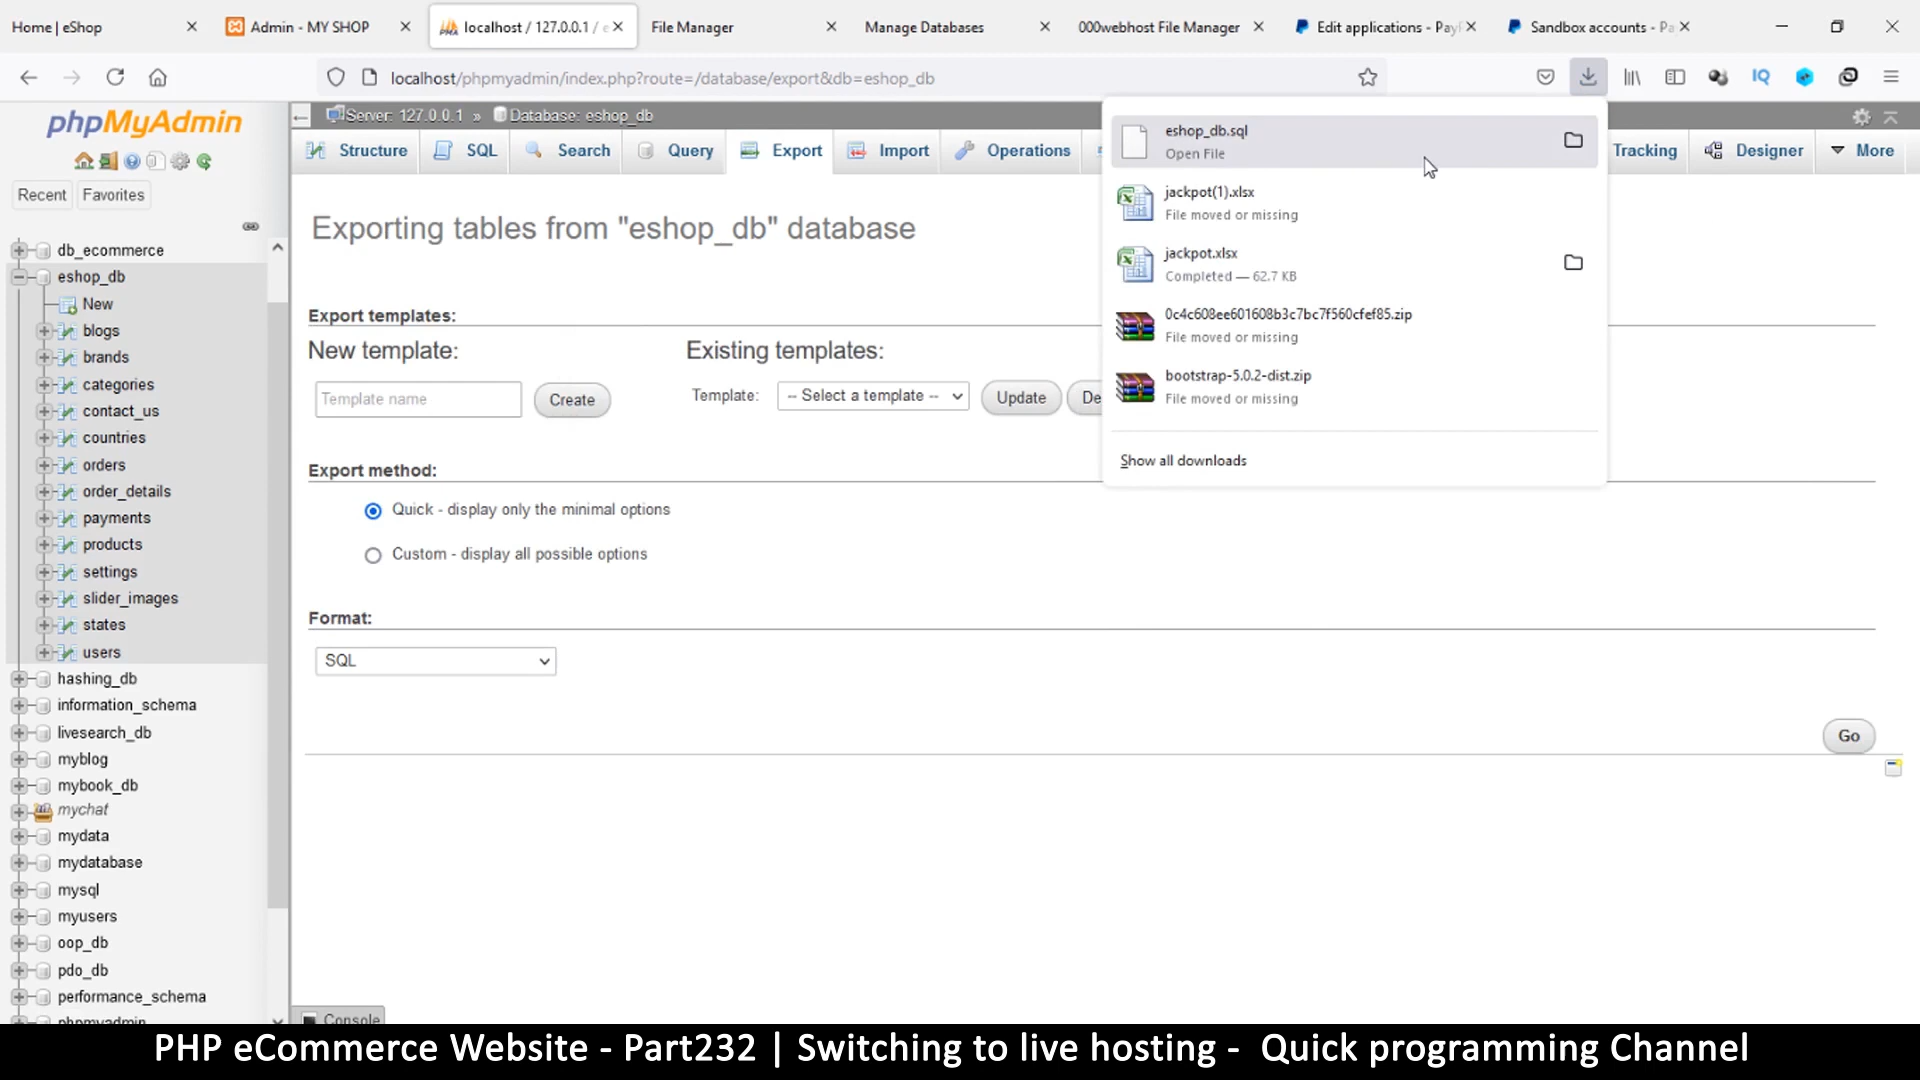 Home | eShop
Admin - MY SHOP
localhost / 127.0.0.1 / e
File Manager
Manage Databases
000webhost File Manager
Edit applications - PayP
Sandbox accounts - Pa
localhost/phpmyadmin/index.php?route=/database/export&db=eshop_db
IQ
phpMyAdmin
Recent
Favorites
db_ecommerce
eshop_db
New
blogs
brands
categories
contact_us
countries
orders
order_details
payments
products
settings
slider_images
states
users
hashing_db
information_schema
livesearch_db
myblog
mybook_db
mychat
mydata
mydatabase
mysql
myusers
oop_db
pdo_db
performance_schema
phpmyadmin
Server: 127.0.0.1 » Database: eshop_db
Structure
SQL
Search
Query
Export
Import
Operations
Tracking
Designer
More
Exporting tables from "eshop_db" database
Export templates:
New template:
Template name
Create
Existing templates:
Template:
-- Select a template --
Update
De
Export method:
Quick - display only the minimal options
Custom - display all possible options
Format:
SQL
Go
Console
eshop_db.sql
Open File
jackpot(1).xlsx
File moved or missing
jackpot.xlsx
Completed — 62.7 KB
0c4c608ee601608b3c7bc7f560cfef85.zip
File moved or missing
bootstrap-5.0.2-dist.zip
File moved or missing
Show all downloads
PHP eCommerce Website - Part232 | Switching to live hosting - Quick programming Channel